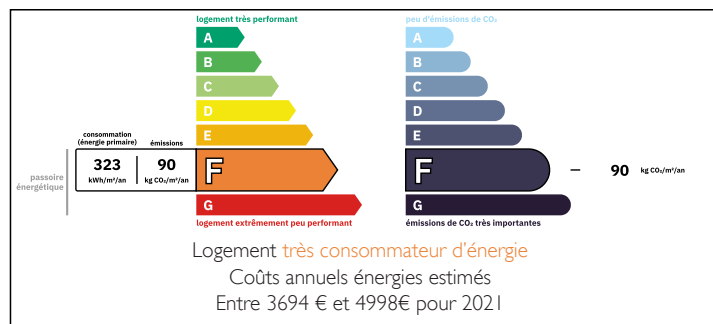 logement très performant
A
B
C
D
E
consommation
(énergie primaire)
émissions
323
kWh/m²/an
90
kg CO₂/m²/an
F
passoire
énergétique
G
logement extrêmement peu performant
peu d'émissions de CO₂
A
B
C
D
E
F
90 kg CO₂/m²/an
G
émissions de CO₂ très importantes
Logement très consommateur d'énergie
Coûts annuels énergies estimés
Entre 3694 € et 4998€ pour 2021